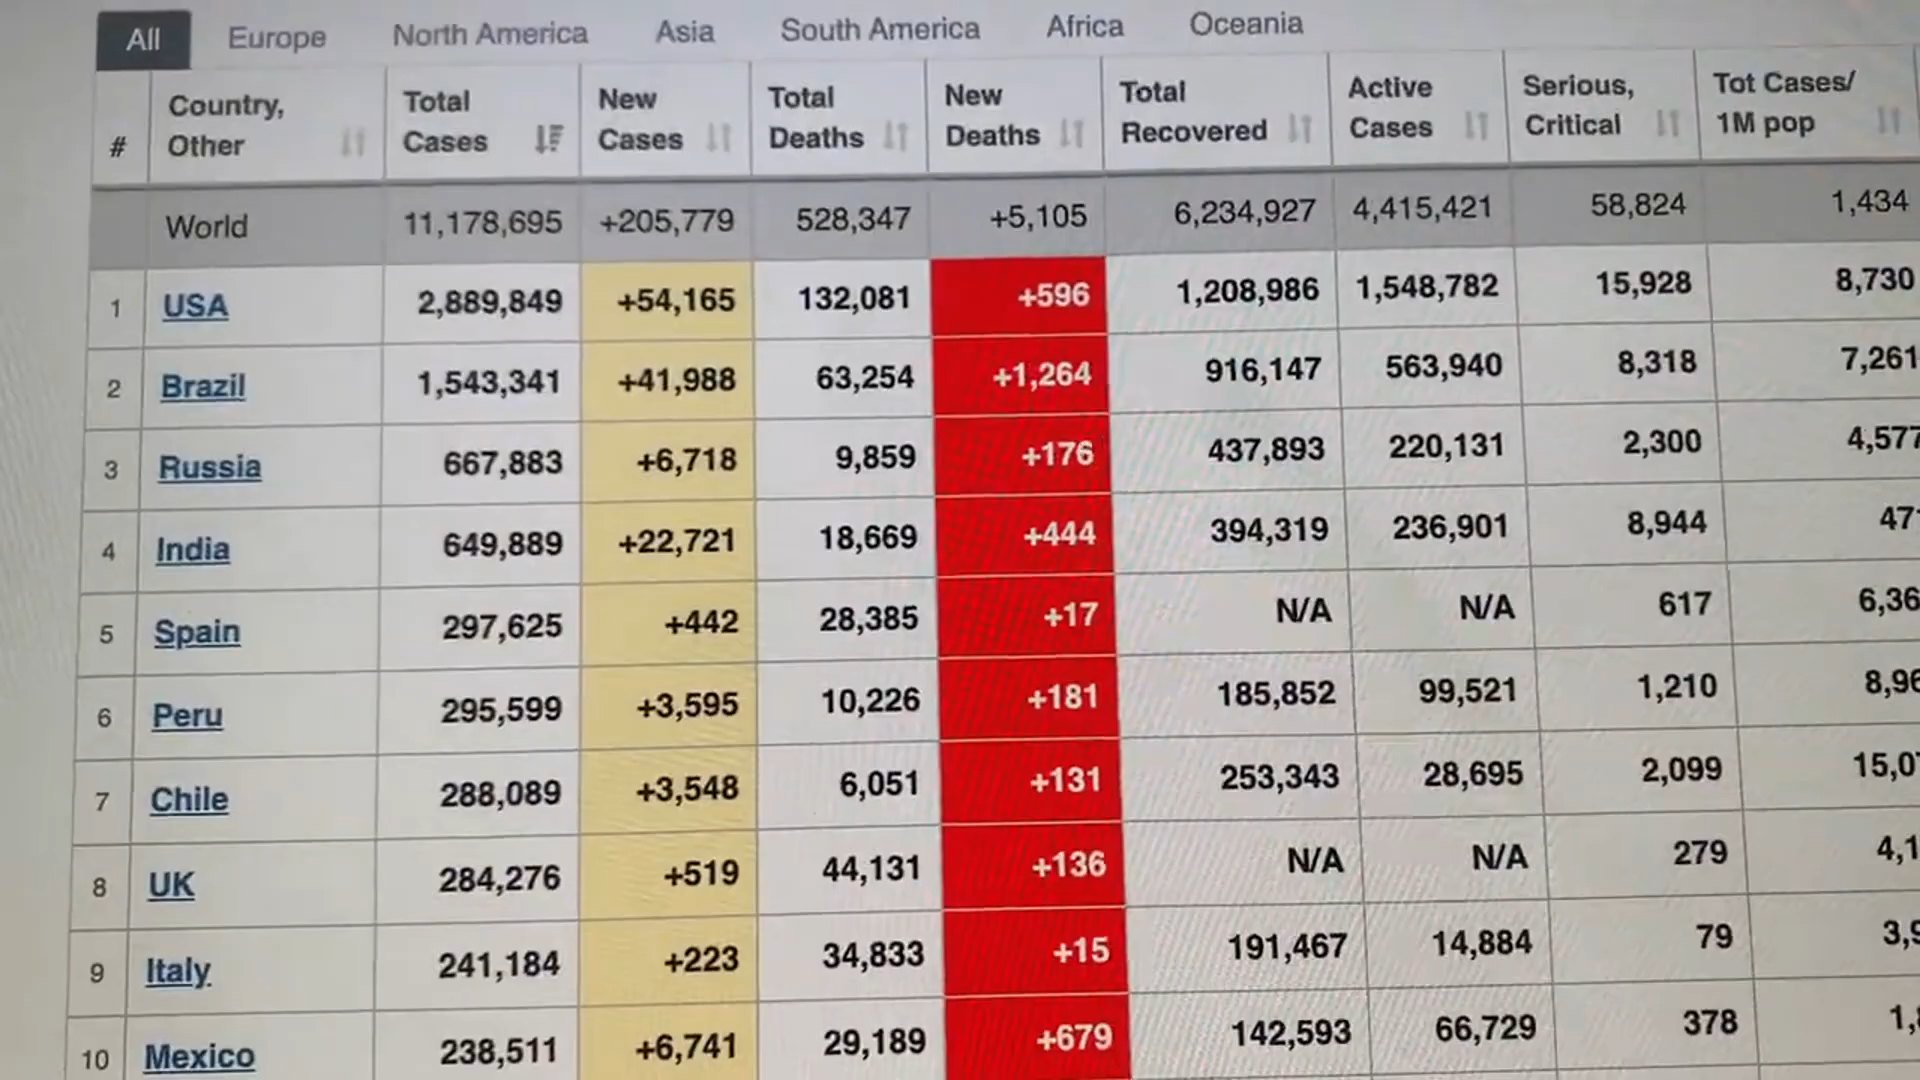 All Europe North America Asia South America Africa Oceania
# Country, Other Total Cases New Cases Total Deaths New Deaths Total Recovered Active Cases Serious, Critical Tot Cases/ 1M pop
World 11,178,695 +205,779 528,347 +5,105 6,234,927 4,415,421 58,824 1,434
1 USA 2,889,849 +54,165 132,081 +596 1,208,986 1,548,782 15,928 8,730
2 Brazil 1,543,341 +41,988 63,254 +1,264 916,147 563,940 8,318 7,261
3 Russia 667,883 +6,718 9,859 +176 437,893 220,131 2,300 4,577
4 India 649,889 +22,721 18,669 +444 394,319 236,901 8,944
5 Spain 297,625 +442 28,385 +17 N/A N/A 617
6 Peru 295,599 +3,595 10,226 +181 185,852 99,521 1,210
7 Chile 288,089 +3,548 6,051 +131 253,343 28,695 2,099
8 UK 284,276 +519 44,131 +136 N/A N/A 279
9 Italy 241,184 +223 34,833 +15 191,467 14,884 79
10 Mexico 238,511 +6,741 29,189 +679 142,593 66,729 378